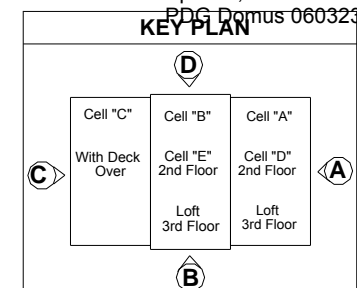 PDG Domus 060323
KEY PLAN
D
Cell "C"
With Deck
Over
Cell "B"
Cell "E"
2nd Floor
Loft
3rd Floor
Cell "A"
Cell "D"
2nd Floor
Loft
3rd Floor
C
A
B